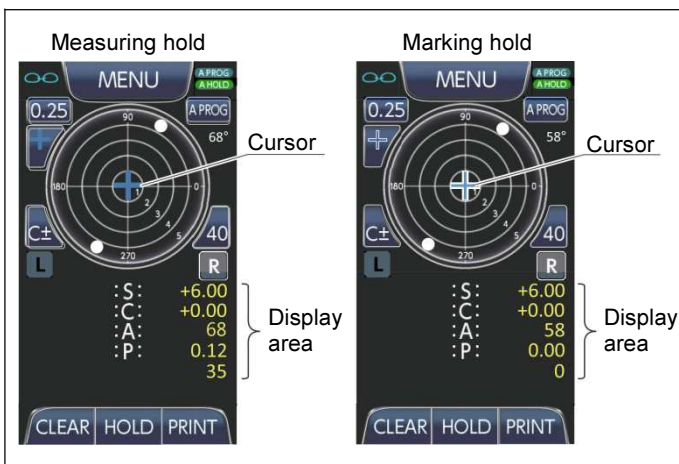 Measuring hold
MENU
A PROG
A HOLD
0.25
90
A PROG
68°
180
0
1
2
3
4
5
C±
270
40
L
R
:S: +6.00
:C: +0.00
:A: 68
:P: 0.12
35
CLEAR HOLD PRINT
Cursor
Display
area
Marking hold
MENU
A PROG
A HOLD
0.25
90
A PROG
58°
180
0
1
2
3
4
5
C±
270
40
L
R
:S: +6.00
:C: +0.00
:A: 58
:P: 0.00
0
CLEAR HOLD PRINT
Cursor
Display
area